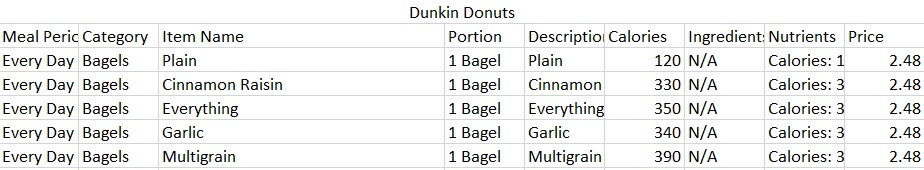 Dunkin Donuts
Meal Peric Category Item Name Portion Descriptio Calories Ingredient Nutrients Price
Every Day Bagels Plain 1 Bagel Plain 120 N/A Calories: 1 2.48
Every Day Bagels Cinnamon Raisin 1 Bagel Cinnamon 330 N/A Calories: 3 2.48
Every Day Bagels Everything 1 Bagel Everything 350 N/A Calories: 3 2.48
Every Day Bagels Garlic 1 Bagel Garlic 340 N/A Calories: 3 2.48
Every Day Bagels Multigrain 1 Bagel Multigrain 390 N/A Calories: 3 2.48